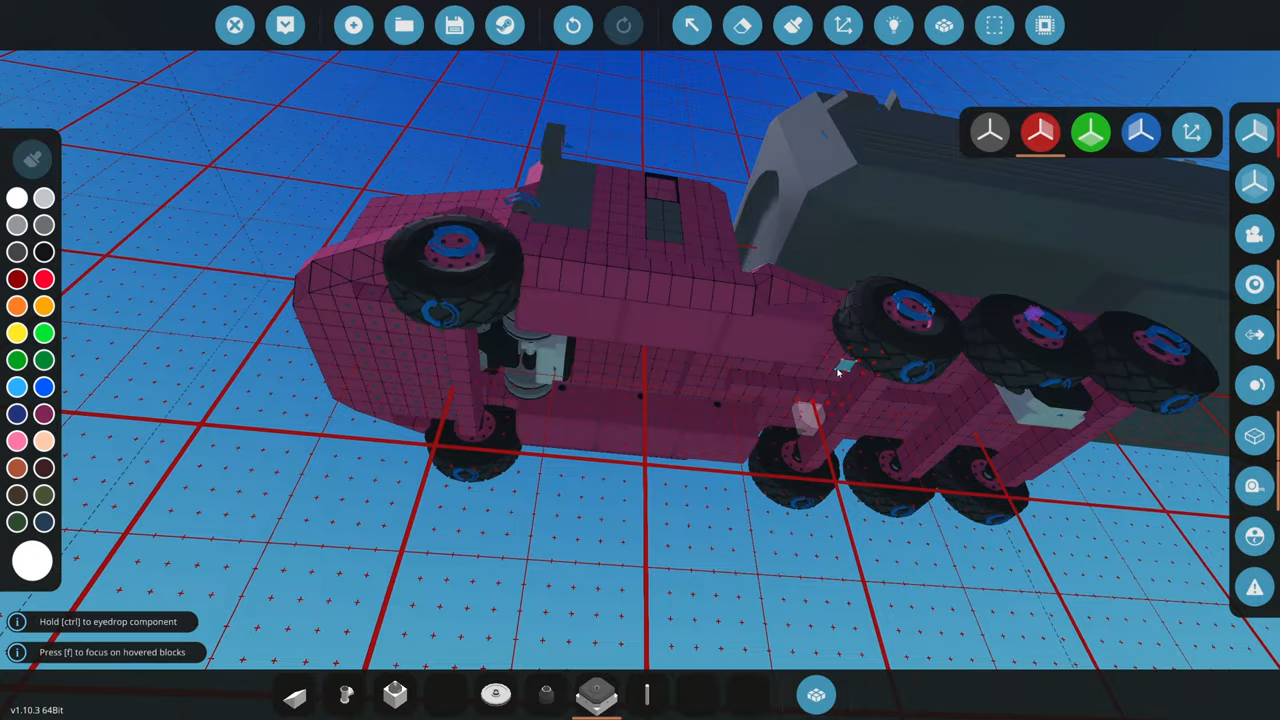 Hold [ctrl] to eyedrop component
Press [f] to focus on hovered blocks
v1.10.3 64Bit